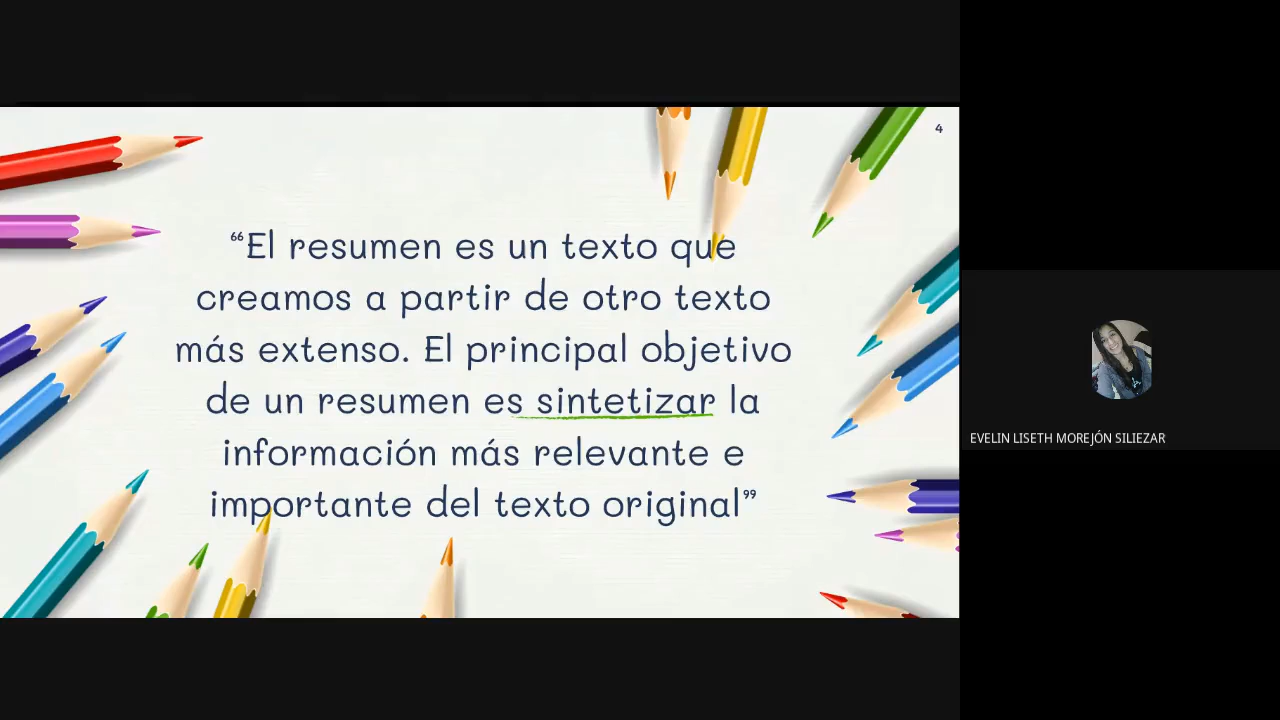 4
“El resumen es un texto que
creamos a partir de otro texto
más extenso. El principal objetivo
de un resumen es sintetizar la
información más relevante e
importante del texto original”
EVELIN LISETH MOREJÓN SILIEZAR